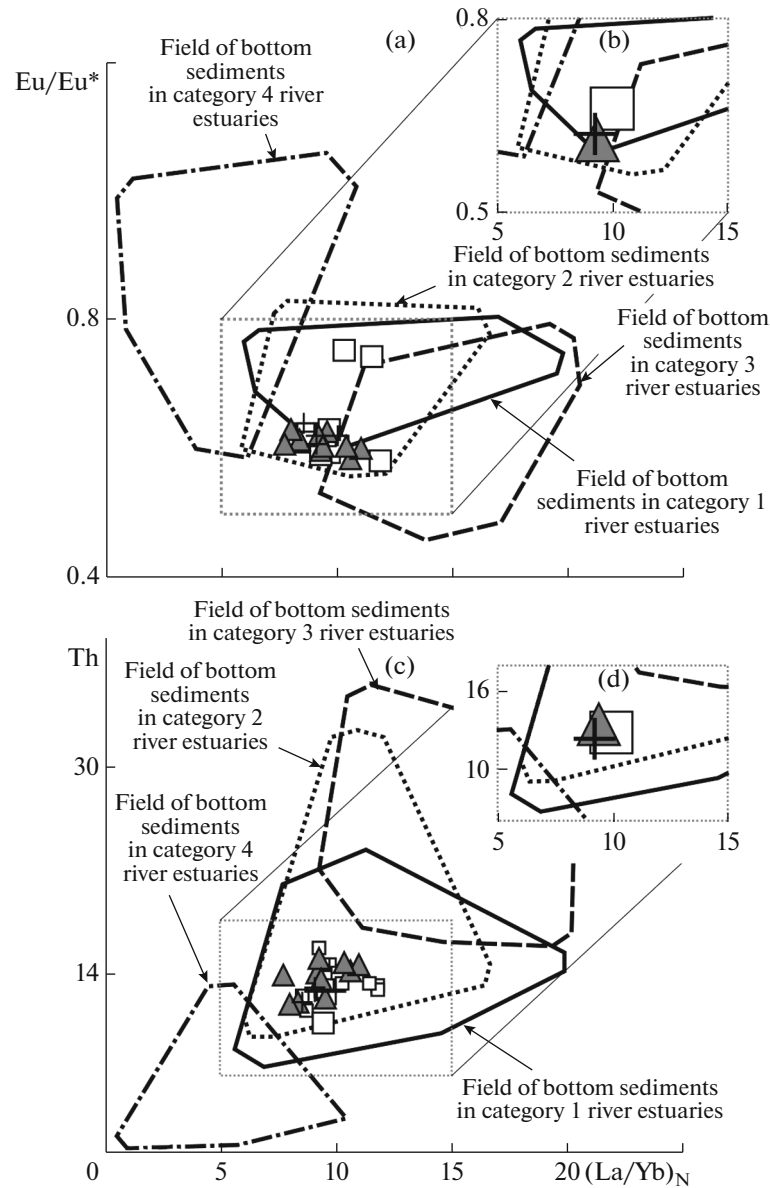 Field of bottom
sediments
in category 4 river
estuaries
(a)
(b)
Eu/Eu*
0.8
0.5
5
10
15
Field of bottom sediments
in category 2 river estuaries
0.8
Field of bottom
sediments
in category 3
river estuaries
Field of bottom
sediments in category 1
river estuaries
0.4
Field of bottom sediments
in category 3 river estuaries
Th
(c)
(d)
Field of bottom
sediments
in category 2
river estuaries
16
10
5
10
15
30
Field of bottom
sediments
in category 4
river estuaries
14
Field of bottom sediments
in category 1 river estuaries
0
5
10
15
20
(La/Yb)N